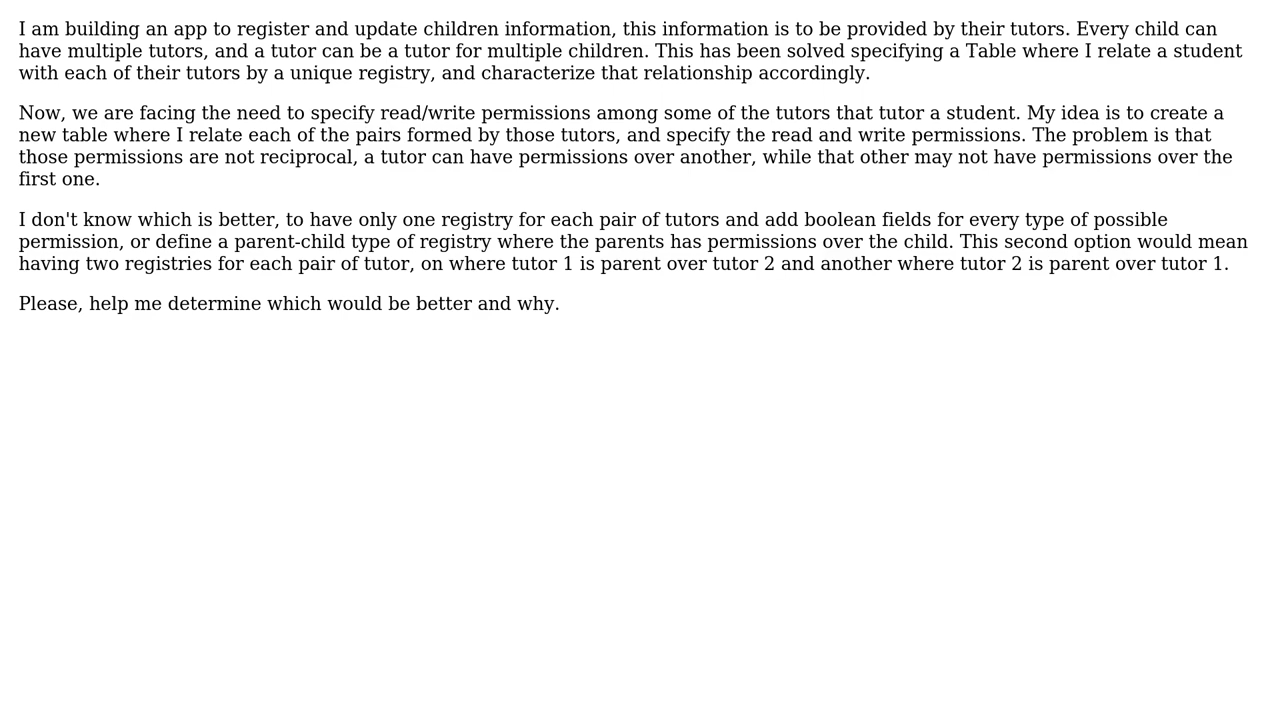 I am building an app to register and update children information, this information is to be provided by their tutors. Every child can
have multiple tutors, and a tutor can be a tutor for multiple children. This has been solved specifying a Table where I relate a student
with each of their tutors by a unique registry, and characterize that relationship accordingly.
Now, we are facing the need to specify read/write permissions among some of the tutors that tutor a student. My idea is to create a
new table where I relate each of the pairs formed by those tutors, and specify the read and write permissions. The problem is that
those permissions are not reciprocal, a tutor can have permissions over another, while that other may not have permissions over the
first one.
I don't know which is better, to have only one registry for each pair of tutors and add boolean fields for every type of possible
permission, or define a parent-child type of registry where the parents has permissions over the child. This second option would mean
having two registries for each pair of tutor, on where tutor 1 is parent over tutor 2 and another where tutor 2 is parent over tutor 1.
Please, help me determine which would be better and why.